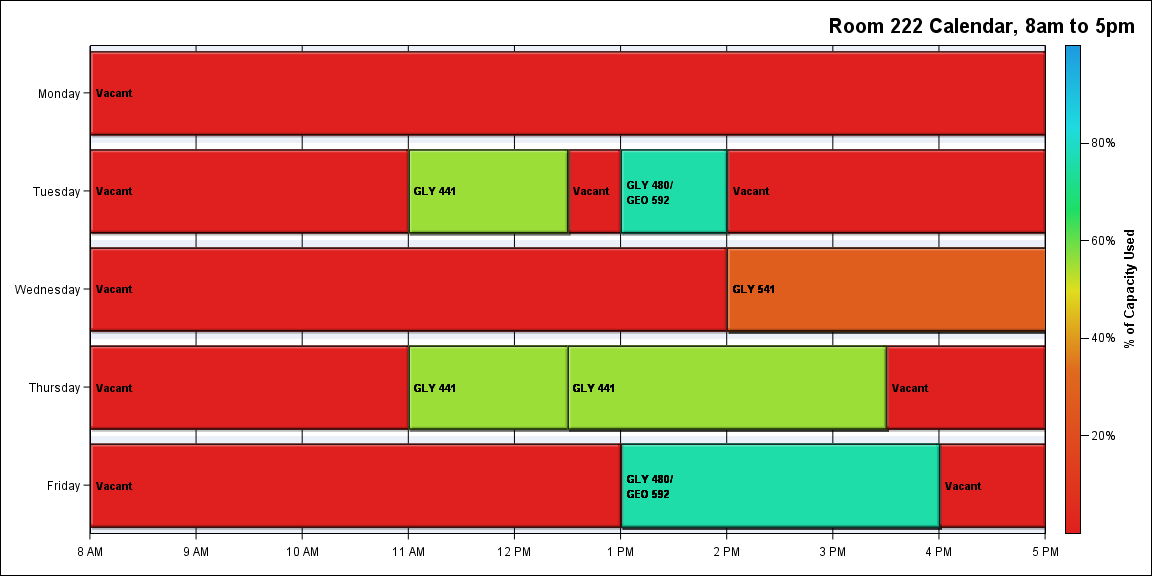 Room 222 Calendar, 8am to 5pm
Monday
Vacant
Tuesday
Vacant
GLY 441
Vacant
GLY 480/
GEO 592
Vacant
Wednesday
Vacant
GLY 541
Thursday
Vacant
GLY 441
GLY 441
Vacant
Friday
Vacant
GLY 480/
GEO 592
Vacant
8 AM
9 AM
10 AM
11 AM
12 PM
1 PM
2 PM
3 PM
4 PM
5 PM
80%
60%
40%
20%
% of Capacity Used